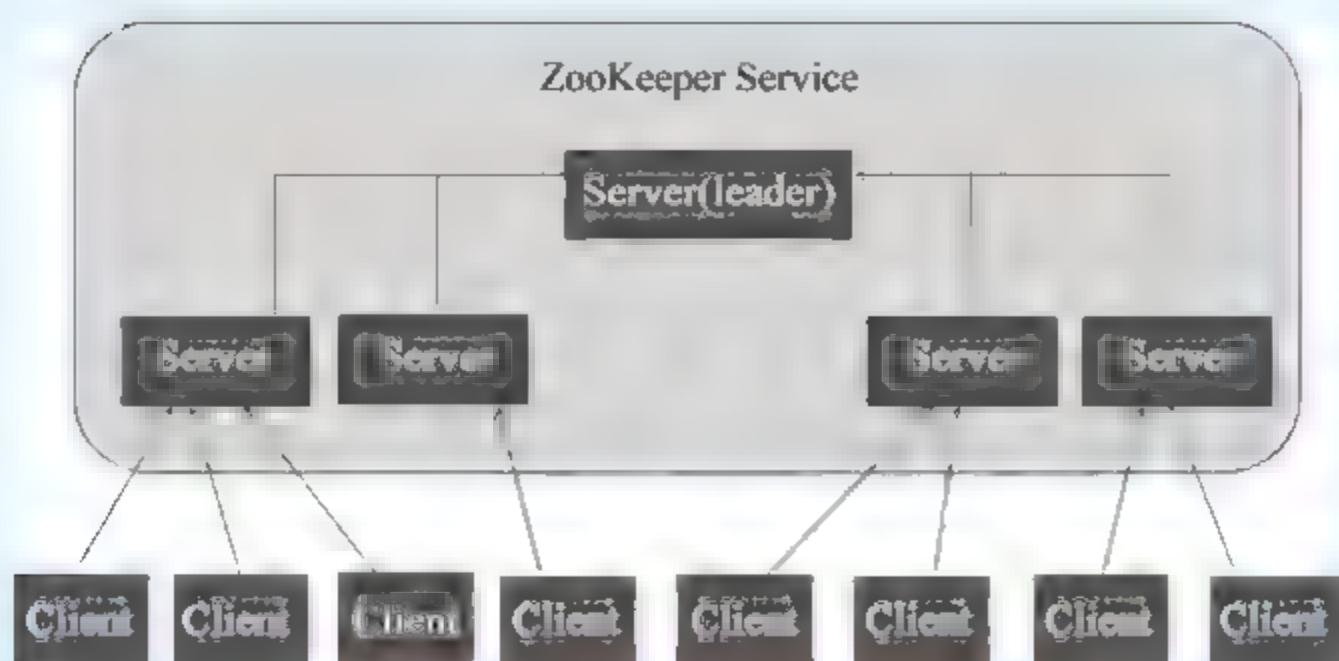 ZooKeeper Service
Server(leader)
Server Server Server Server
Client Client Client Client Client Client Client Client